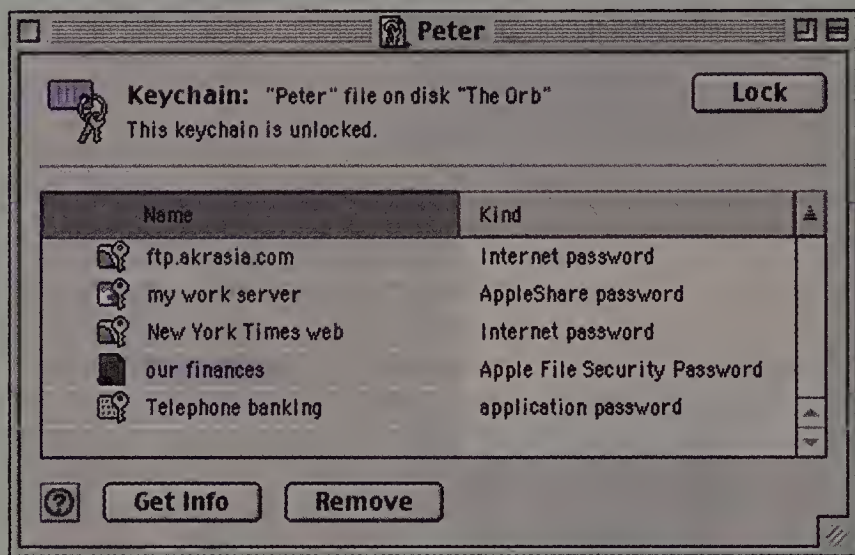 Peter
Keychain: "Peter" file on disk "The Orb"
This keychain is unlocked.
Lock
Name Kind
ftp.akrasia.com Internet password
my work server AppleShare password
New York Times web Internet password
our finances Apple File Security Password
Telephone banking application password
Get Info Remove